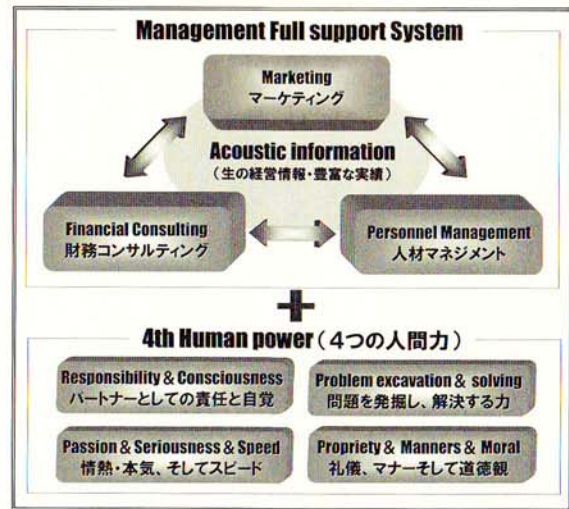 Management Full support System
Marketing
マーケティング
Acoustic information
（生の経営情報・豊富な実績）
Financial Consulting
財務コンサルティング
Personnel Management
人材マネジメント
+
4th Human power（4つの人間力）
Responsibility & Consciousness
パートナーとしての責任と自覚
Problem excavation & solving
問題を発掘し、解決する力
Passion & Seriousness & Speed
情熱・本気、そしてスピード
Propriety & Manners & Moral
礼儀、マナーそして道徳観